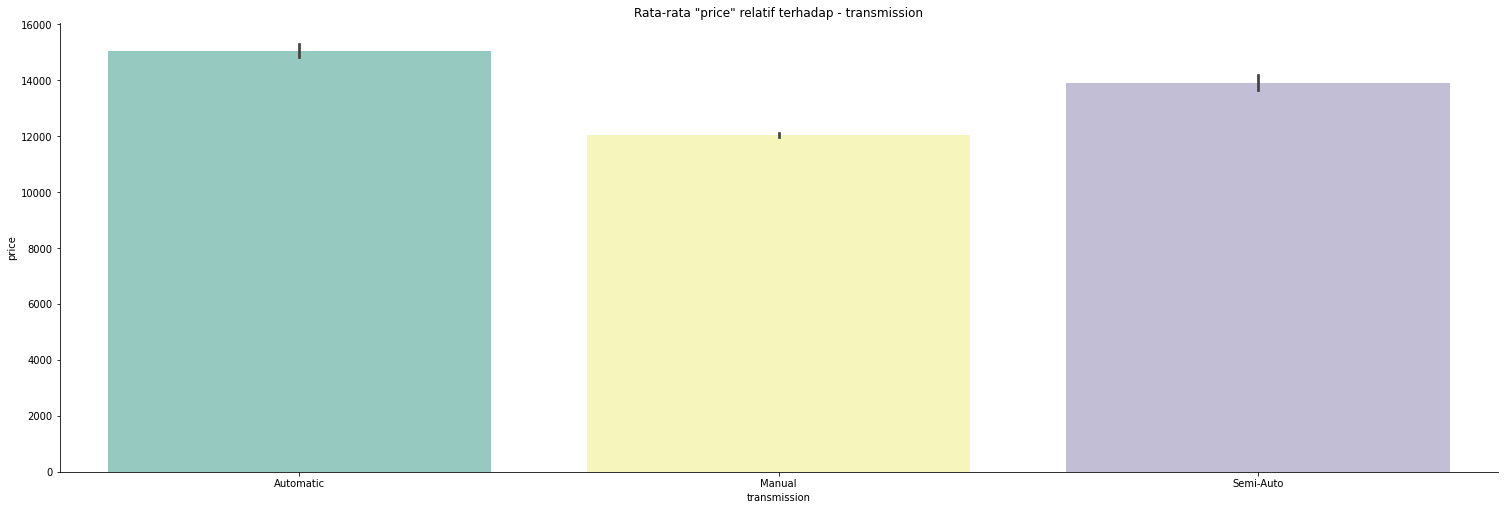 Rata-rata "price" relatif terhadap - transmission
16000
14000
12000
10000
8000
6000
4000
2000
0
price
Automatic
Manual
Semi-Auto
transmission